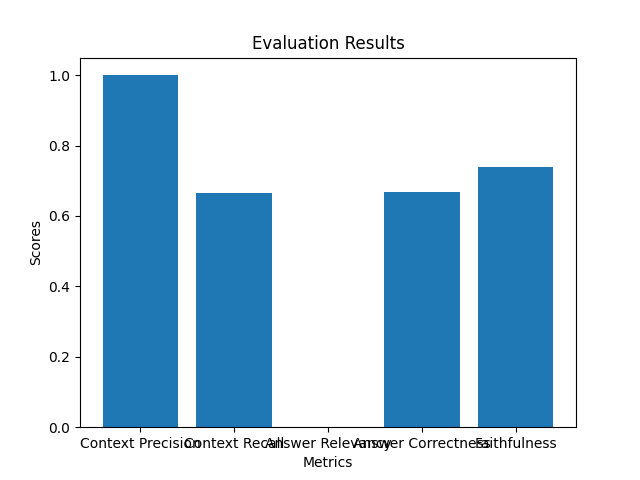 Evaluation Results
1.0
0.8
0.6
0.4
0.2
0.0
Scores
Context Precision Context Recall Answer Relevancy Answer Correctness Faithfulness
Metrics